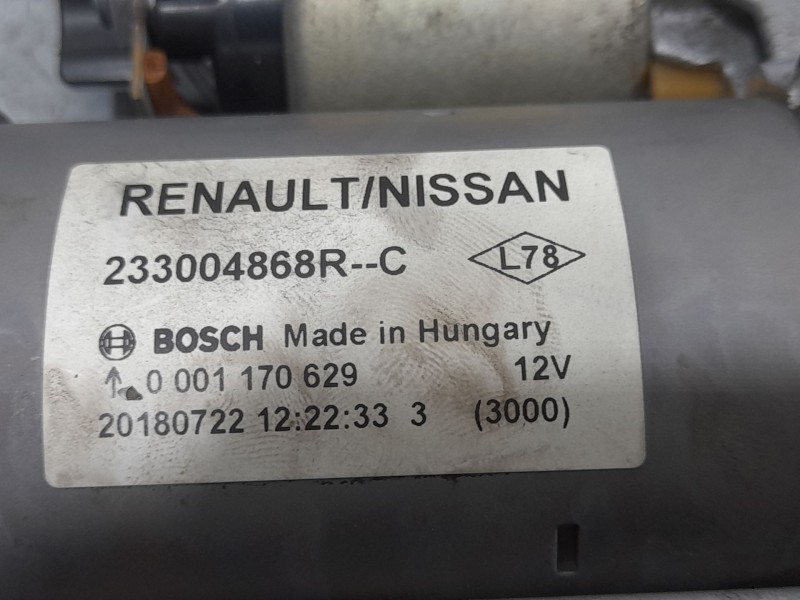 RENAULT/NISSAN
233004868R--C L78
BOSCH Made in Hungary
0 001 170 629 12V
20180722 12:22:33 3 (3000)